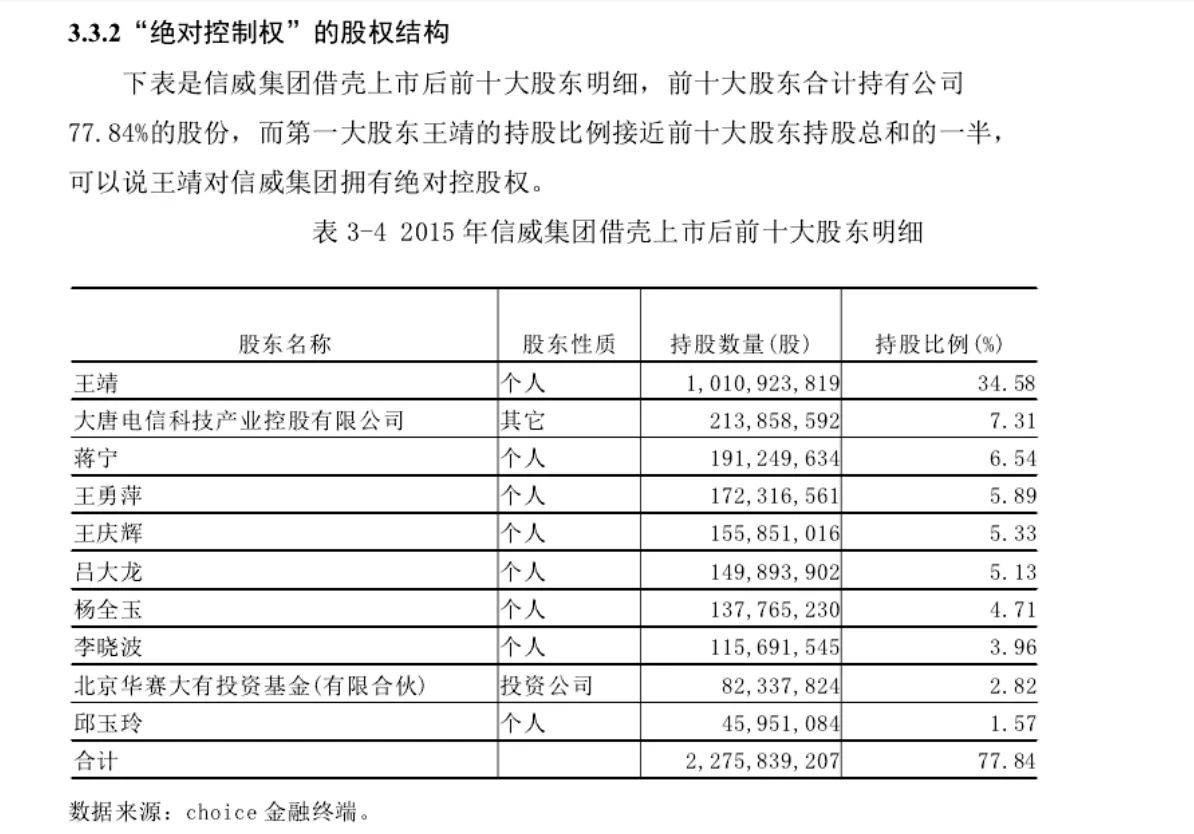 3.3.2“绝对控制权”的股权结构
下表是信威集团借壳上市后前十大股东明细，前十大股东合计持有公司
77.84%的股份，而第一大股东王靖的持股比例接近前十大股东持股总和的一半，
可以说王靖对信威集团拥有绝对控股权。
表 3-4 2015 年信威集团借壳上市后前十大股东明细
股东名称 股东性质 持股数量(股) 持股比例(%)
王靖 个人 1,010,923,819 34.58
大唐电信科技产业控股有限公司 其它 213,858,592 7.31
蒋宁 个人 191,249,634 6.54
王勇萍 个人 172,316,561 5.89
王庆辉 个人 155,851,016 5.33
吕大龙 个人 149,893,902 5.13
杨全玉 个人 137,765,230 4.71
李晓波 个人 115,691,545 3.96
北京华赛大有投资基金(有限合伙) 投资公司 82,337,824 2.82
邱玉玲 个人 45,951,084 1.57
合计 2,275,839,207 77.84
数据来源：choice 金融终端。